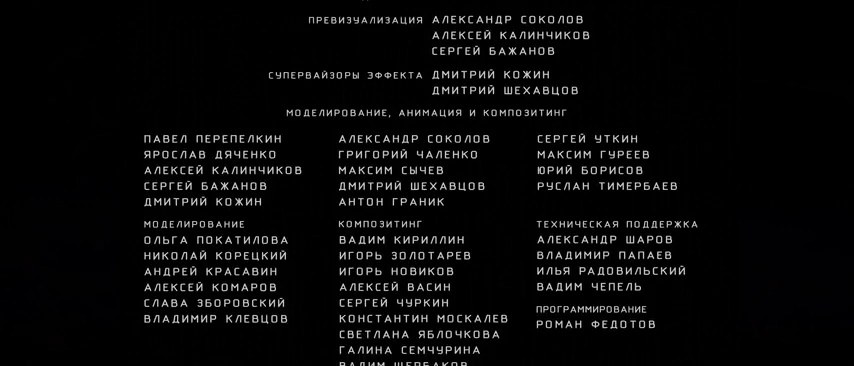 ПРЕВИЗУАЛИЗАЦИЯ АЛЕКСАНДР СОКОЛОВ
АЛЕКСЕЙ КАЛИНЧИКОВ
СЕРГЕЙ БАЖАНОВ
СУПЕРВАЙЗОРЫ ЭФФЕКТА ДМИТРИЙ КОЖИН
ДМИТРИЙ ШЕХАВЦОВ
МОДЕЛИРОВАНИЕ, АНИМАЦИЯ И КОМПОЗИТИНГ
ПАВЕЛ ПЕРЕПЕЛКИН
ЯРОСЛАВ ДЯЧЕНКО
АЛЕКСЕЙ КАЛИНЧИКОВ
СЕРГЕЙ БАЖАНОВ
ДМИТРИЙ КОЖИН
АЛЕКСАНДР СОКОЛОВ
ГРИГОРИЙ ЧАЛЕНКО
МАКСИМ СЫЧЕВ
ДМИТРИЙ ШЕХАВЦОВ
АНТОН ГРАНИК
СЕРГЕЙ УТКИН
МАКСИМ ГУРЕЕВ
ЮРИЙ БОРИСОВ
РУСЛАН ТИМЕРБАЕВ
МОДЕЛИРОВАНИЕ
ОЛЬГА ПОКАТИЛОВА
НИКОЛАЙ КОРЕЦКИЙ
АНДРЕЙ КРАСАВИН
АЛЕКСЕЙ КОМАРОВ
СЛАВА ЗБОРОВСКИЙ
ВЛАДИМИР КЛЕВЦОВ
КОМПОЗИТИНГ
ВАДИМ КИРИЛЛИН
ИГОРЬ ЗОЛОТАРЕВ
ИГОРЬ НОВИКОВ
АЛЕКСЕЙ ВАСИН
СЕРГЕЙ ЧУРКИН
КОНСТАНТИН МОСКАЛЕВ
СВЕТЛАНА ЯБЛОЧКОВА
ГАЛИНА СЕМЧУРИНА
ВАДИМ ЩЕРБАКОВ
ТЕХНИЧЕСКАЯ ПОДДЕРЖКА
АЛЕКСАНДР ШАРОВ
ВЛАДИМИР ПАПАЕВ
ИЛЬЯ РАДОВИЛЬСКИЙ
ВАДИМ ЧЕПЕЛЬ
ПРОГРАММИРОВАНИЕ
РОМАН ФЕДОТОВ